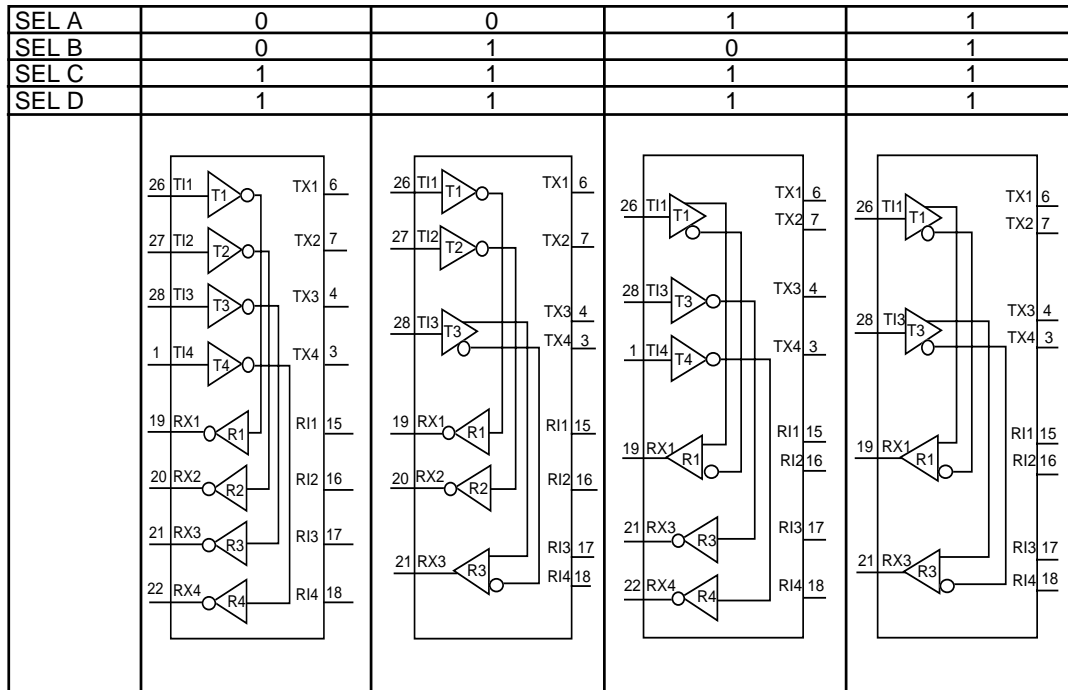 SEL A 0 0 1 1
SEL B 0 1 0 1
SEL C 1 1 1 1
SEL D 1 1 1 1
26 TI1 T1 TX1 6
27 TI2 T2 TX2 7
28 TI3 T3 TX3 4
1 TI4 T4 TX4 3
19 RX1 R1 RI1 15
20 RX2 R2 RI2 16
21 RX3 R3 RI3 17
22 RX4 R4 RI4 18
26 TI1 T1 TX1 6
27 TI2 T2 TX2 7
28 TI3 T3 TX3 4
TX4 3
19 RX1 R1 RI1 15
20 RX2 R2 RI2 16
21 RX3 R3 RI3 17
RI4 18
26 TI1 T1 TX1 6
TX2 7
28 TI3 T3 TX3 4
1 TI4 T4 TX4 3
19 RX1 R1 RI1 15
RI2 16
21 RX3 R3 RI3 17
22 RX4 R4 RI4 18
26 TI1 T1 TX1 6
TX2 7
28 TI3 T3 TX3 4
TX4 3
19 RX1 R1 RI1 15
RI2 16
21 RX3 R3 RI3 17
RI4 18